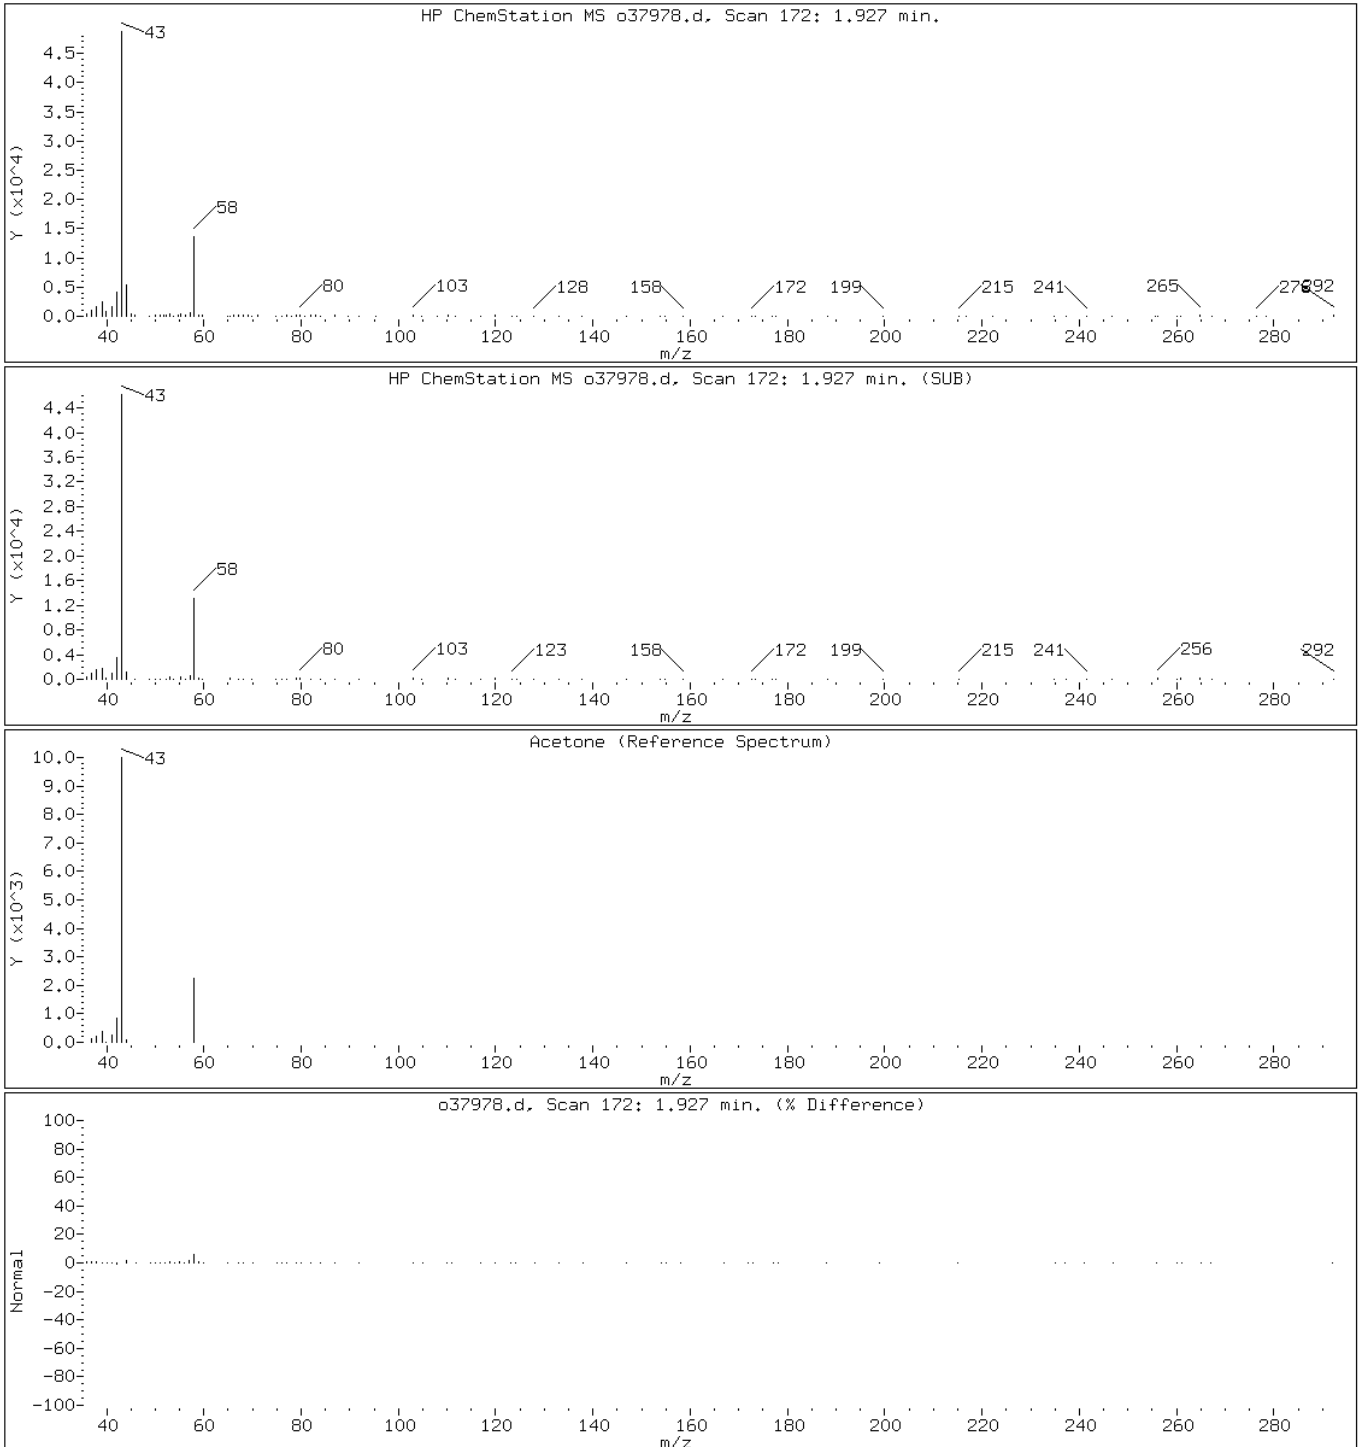 HP ChemStation MS o37978.d, Scan 172: 1.927 min.
Y (x10^4)
4.5
4.0
3.5
3.0
2.5
2.0
1.5
1.0
0.5
0.0
43
58
80 103 128 158 172 199 215 241 265 292
40 60 80 100 120 140 160 180 200 220 240 260 280
m/z
HP ChemStation MS o37978.d, Scan 172: 1.927 min. (SUB)
Y (x10^4)
4.4
4.0
3.6
3.2
2.8
2.4
2.0
1.6
1.2
0.8
0.4
0.0
43
58
80 103 123 158 172 199 215 241 256 292
40 60 80 100 120 140 160 180 200 220 240 260 280
m/z
Acetone (Reference Spectrum)
Y (x10^3)
10.0
9.0
8.0
7.0
6.0
5.0
4.0
3.0
2.0
1.0
0.0
43
40 60 80 100 120 140 160 180 200 220 240 260 280
m/z
o37978.d, Scan 172: 1.927 min. (% Difference)
Normal
100
80
60
40
20
0
-20
-40
-60
-80
-100
40 60 80 100 120 140 160 180 200 220 240 260 280
m/z